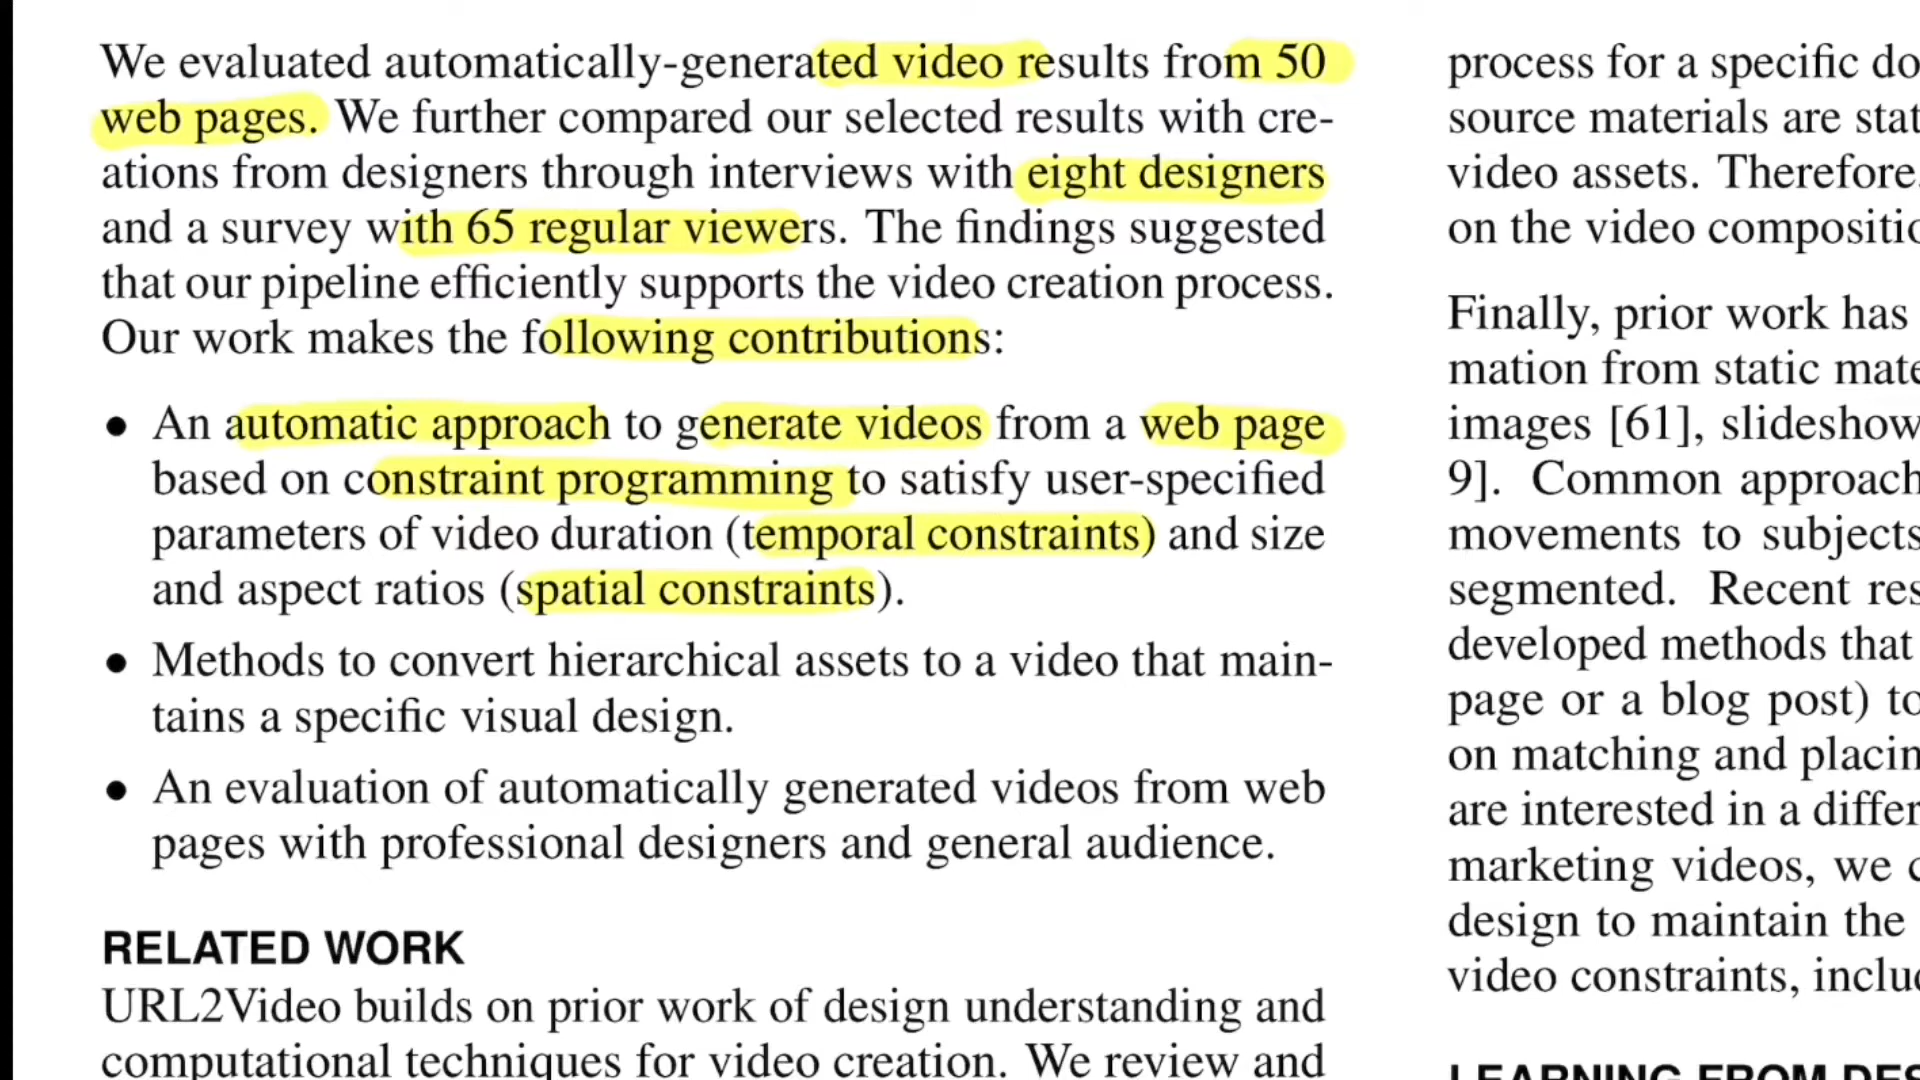 We evaluated automatically-generated video results from 50
web pages. We further compared our selected results with cre-
ations from designers through interviews with eight designers
and a survey with 65 regular viewers. The findings suggested
that our pipeline efficiently supports the video creation process.
Our work makes the following contributions:
● An automatic approach to generate videos from a web page
based on constraint programming to satisfy user-specified
parameters of video duration (temporal constraints) and size
and aspect ratios (spatial constraints).
● Methods to convert hierarchical assets to a video that main-
tains a specific visual design.
● An evaluation of automatically generated videos from web
pages with professional designers and general audience.
RELATED WORK
URL2Video builds on prior work of design understanding and
computational techniques for video creation. We review and
process for a specific do
source materials are stat
video assets. Therefore,
on the video compositio
Finally, prior work has
mation from static mate
images [61], slideshow
9]. Common approach
movements to subjects
segmented. Recent res
developed methods that
page or a blog post) to
on matching and placin
are interested in a differ
marketing videos, we c
design to maintain the
video constraints, inclu
LEARNING FROM DES